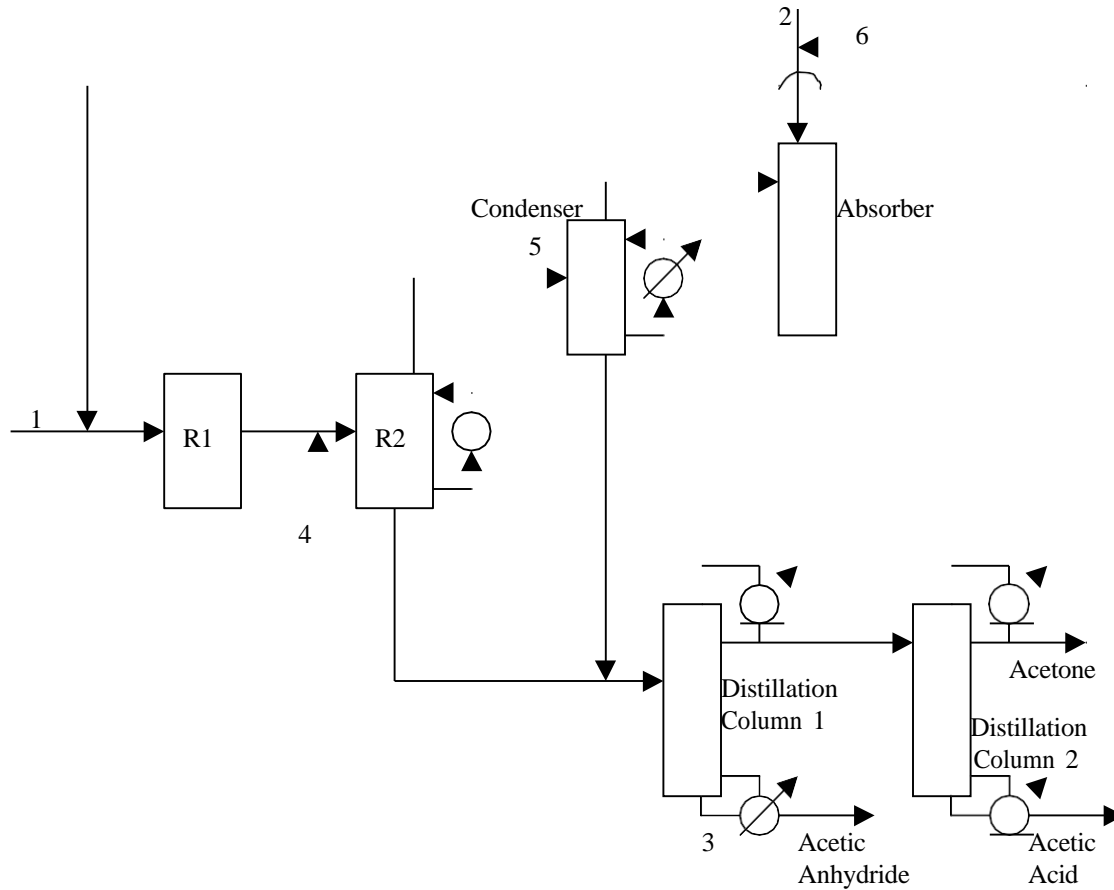 2
6
Condenser
Absorber
5
1
R1
R2
4
Acetone
Distillation
Column 1
Distillation
Column 2
3
Acetic
Anhydride
Acetic
Acid